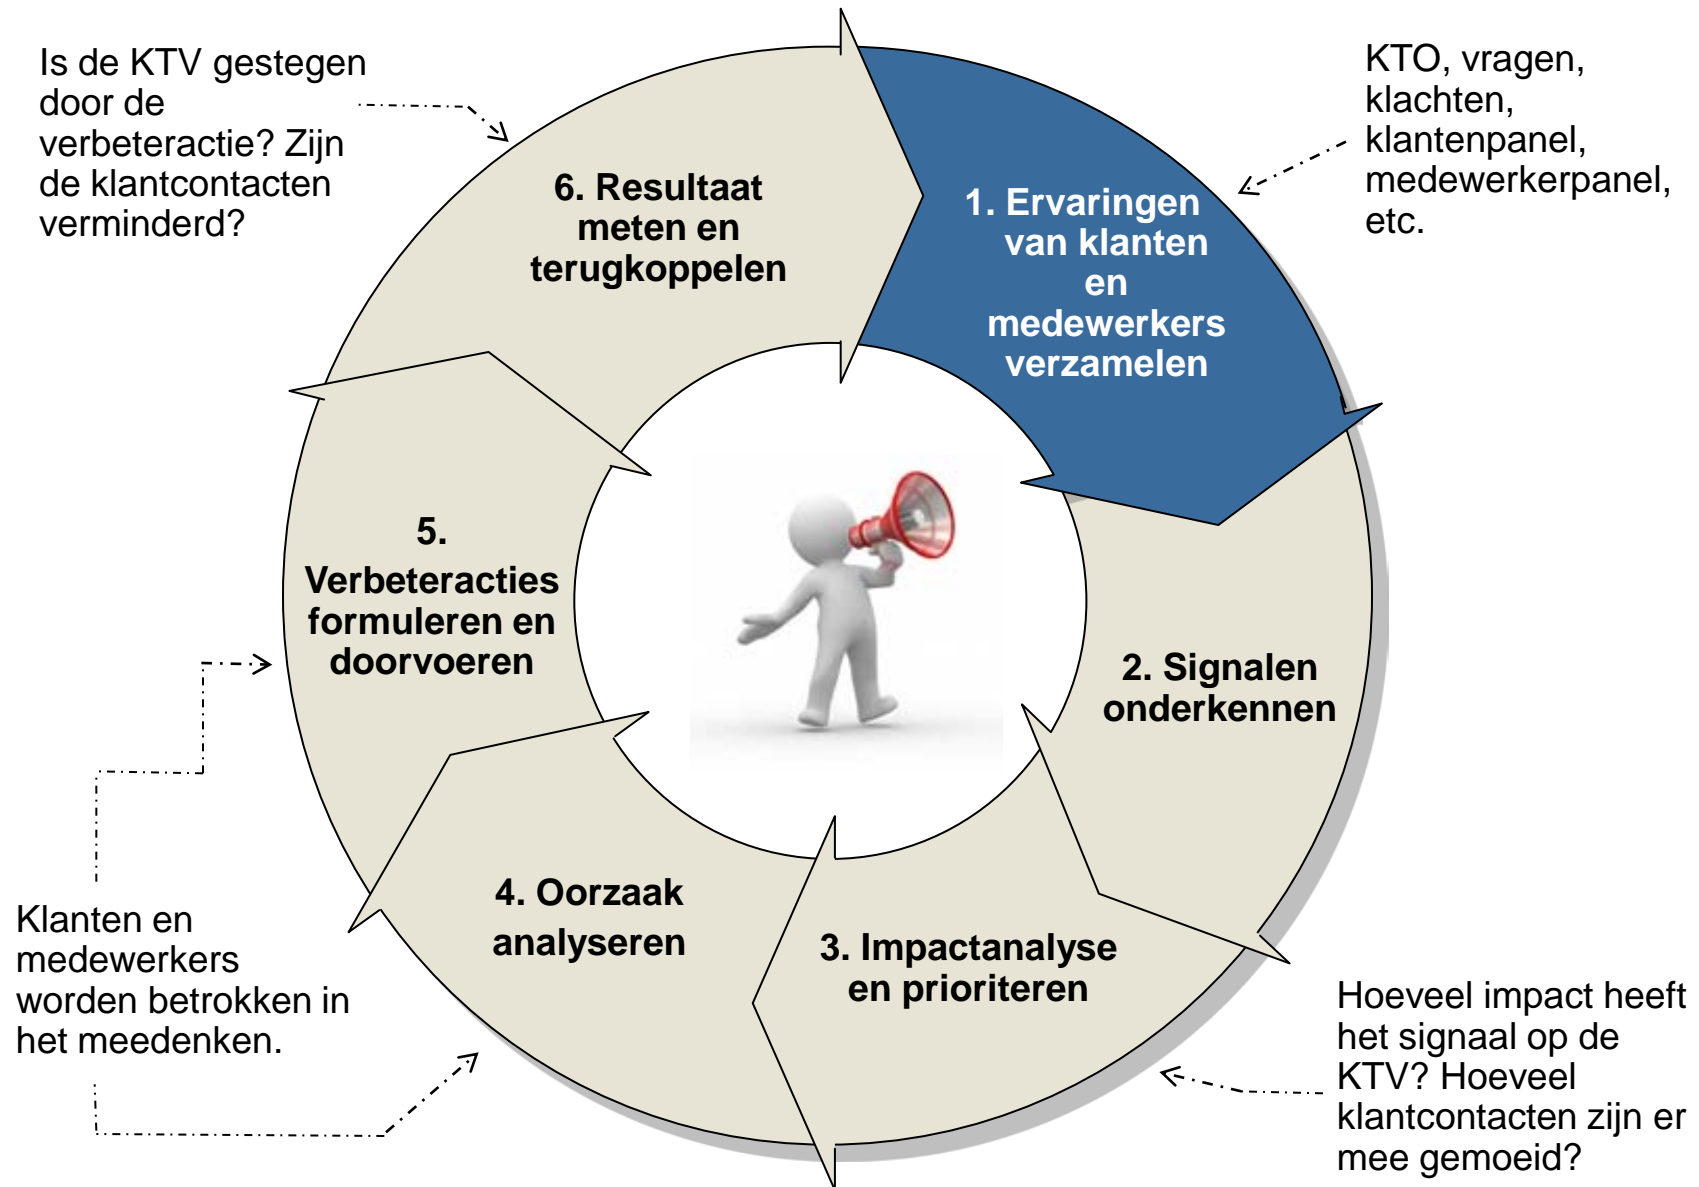 Is de KTV gestegen
door de
verbeteractie? Zijn
de klantcontacten
verminderd?
KTO, vragen,
klachten,
klantenpanel,
medewerkerpanel,
etc.
6. Resultaat
meten en
terugkoppelen
1. Ervaringen
van klanten
en
medewerkers
verzamelen
5.
Verbeteracties
formuleren en
doorvoeren
2. Signalen
onderkennen
4. Oorzaak
analyseren
3. Impactanalyse
en prioriteren
Klanten en
medewerkers
worden betrokken in
het meedenken.
Hoeveel impact heeft
het signaal op de
KTV? Hoeveel
klantcontacten zijn er
mee gemoeid?